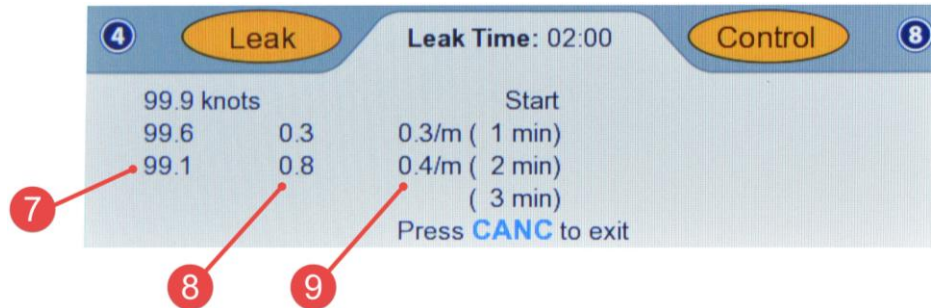 4 Leak Leak Time: 02:00 Control 8
99.9 knots Start
99.6 0.3 0.3/m ( 1 min)
99.1 0.8 0.4/m ( 2 min)
( 3 min)
Press CANC to exit
7
8 9